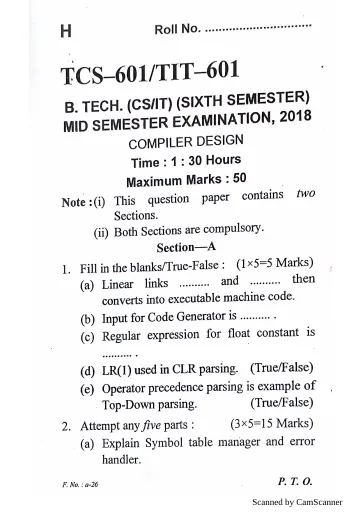 H Roll No. ..............................
TCS–601/TIT–601
B. TECH. (CS/IT) (SIXTH SEMESTER)
MID SEMESTER EXAMINATION, 2018
COMPILER DESIGN
Time : 1 : 30 Hours
Maximum Marks : 50
Note :(i) This question paper contains two
Sections.
(ii) Both Sections are compulsory.
Section—A
1. Fill in the blanks/True-False : (1×5=5 Marks)
(a) Linear links .......... and .......... then
converts into executable machine code.
(b) Input for Code Generator is .......... .
(c) Regular expression for float constant is
........... .
(d) LR(1) used in CLR parsing. (True/False)
(e) Operator precedence parsing is example of
Top-Down parsing. (True/False)
2. Attempt any five parts : (3×5=15 Marks)
(a) Explain Symbol table manager and error
handler.
F. No. : a-26 P. T. O.
Scanned by CamScanner